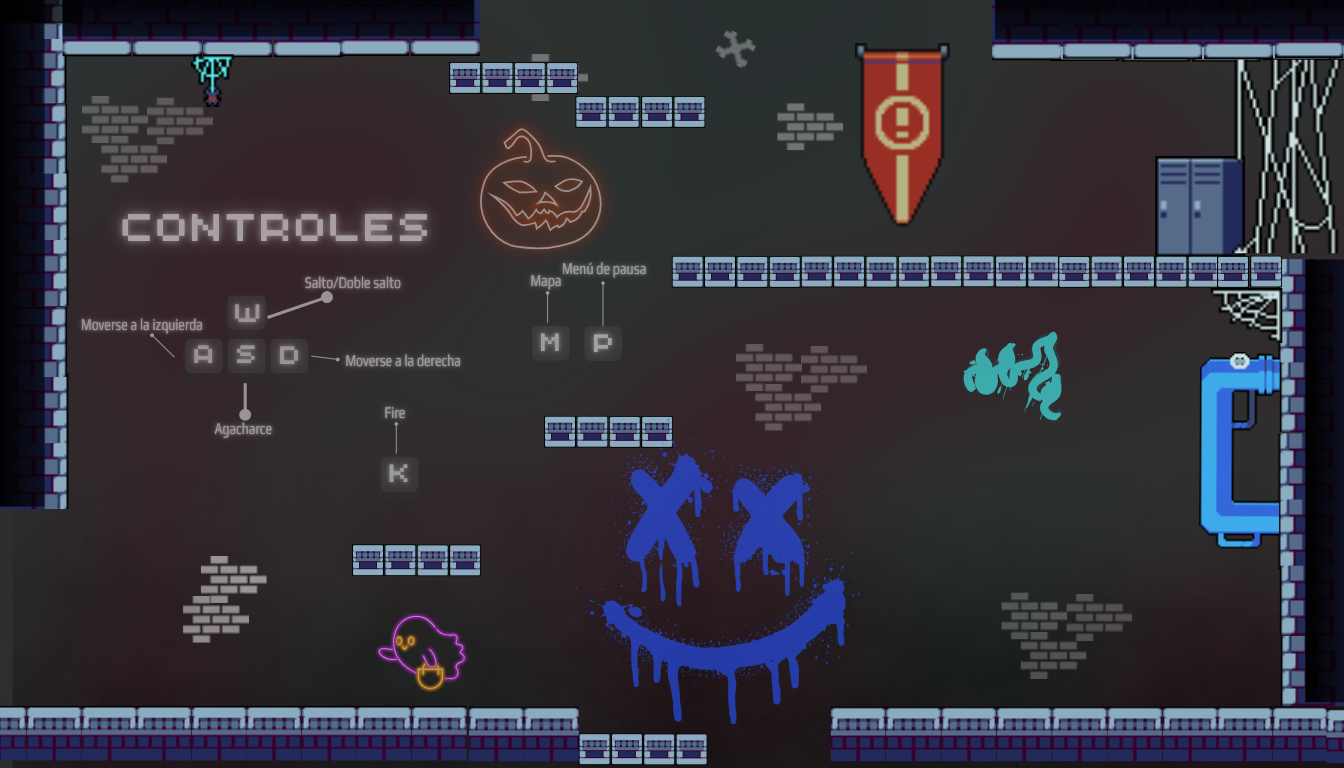 CONTROLES
Salto/Doble salto
W
Moverse a la izquierda
A S D
Moverse a la derecha
Agacharce
Fire
K
Mapa
Menú de pausa
M P